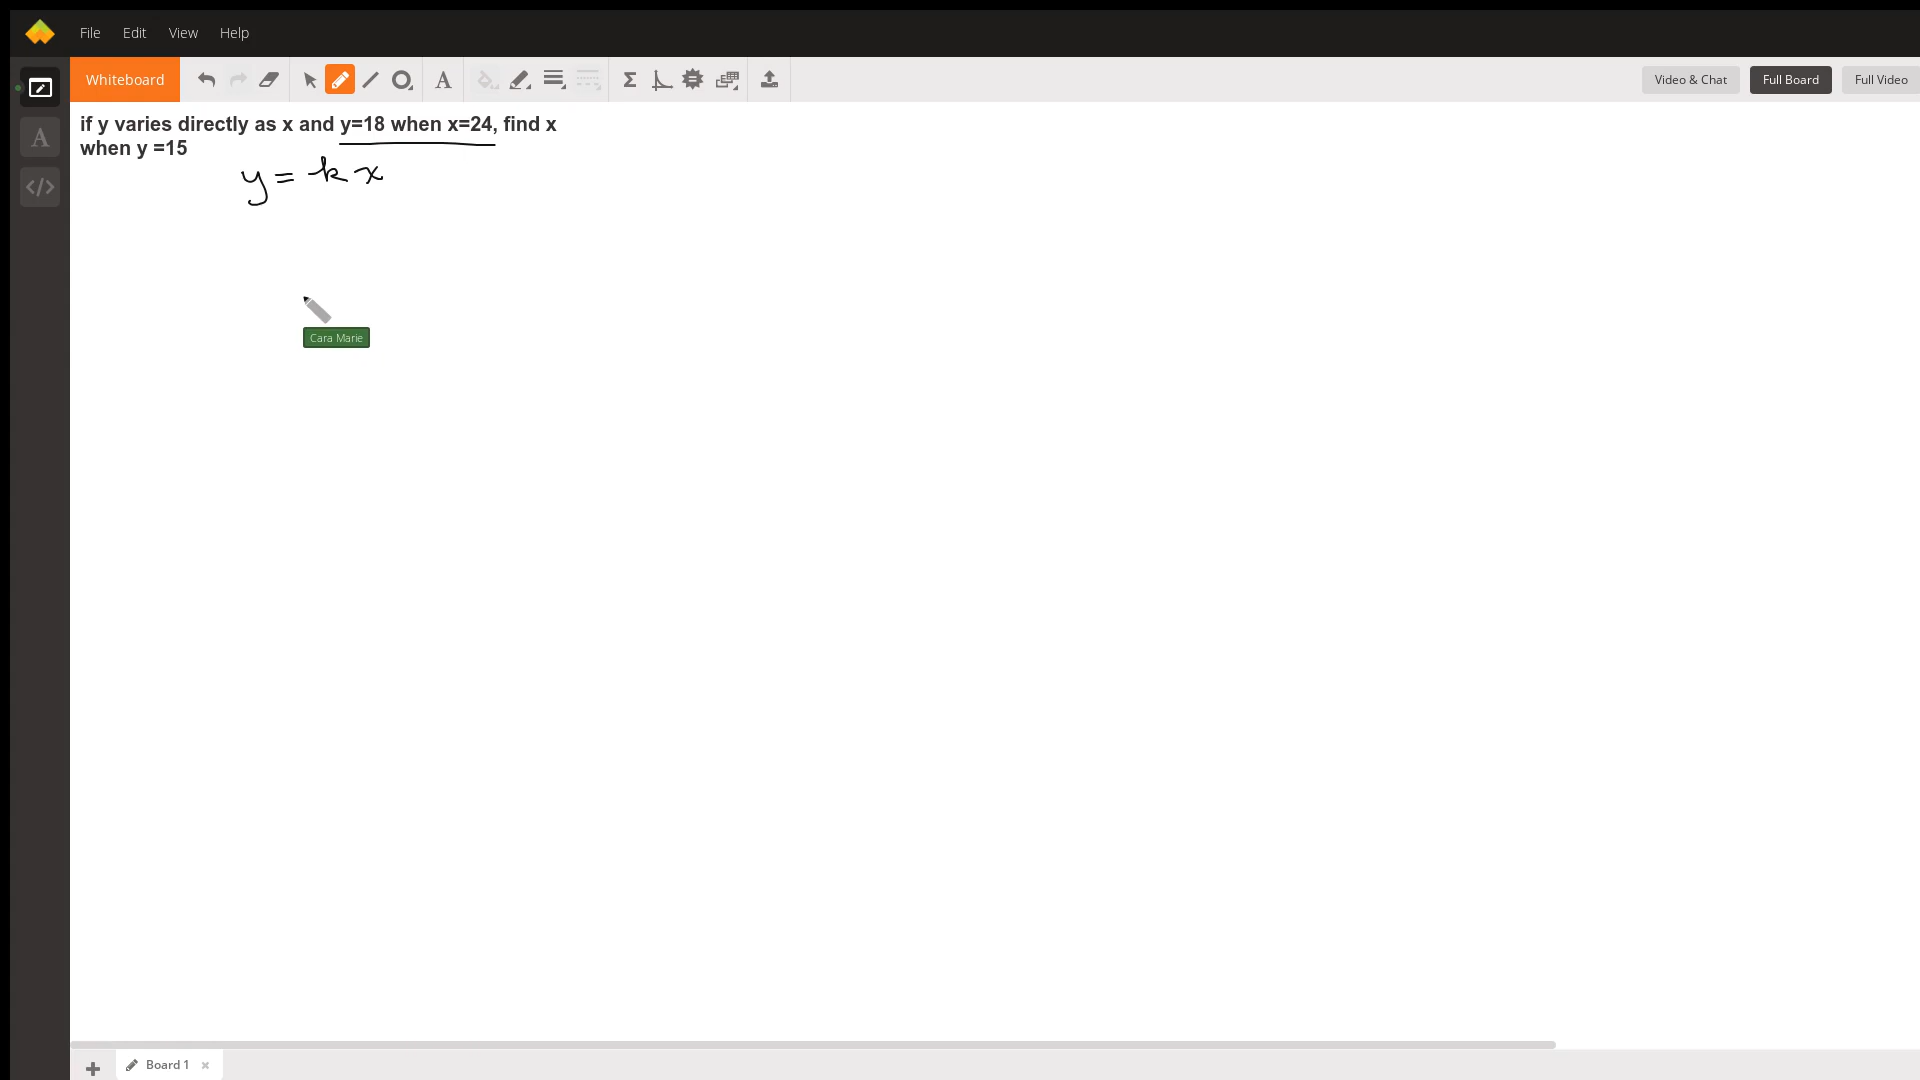 File Edit View Help
Whiteboard A Σ Video & Chat Full Board Full Video
if y varies directly as x and y=18 when x=24, find x
when y =15
y = kx
Cara Marie
A
</>
Board 1